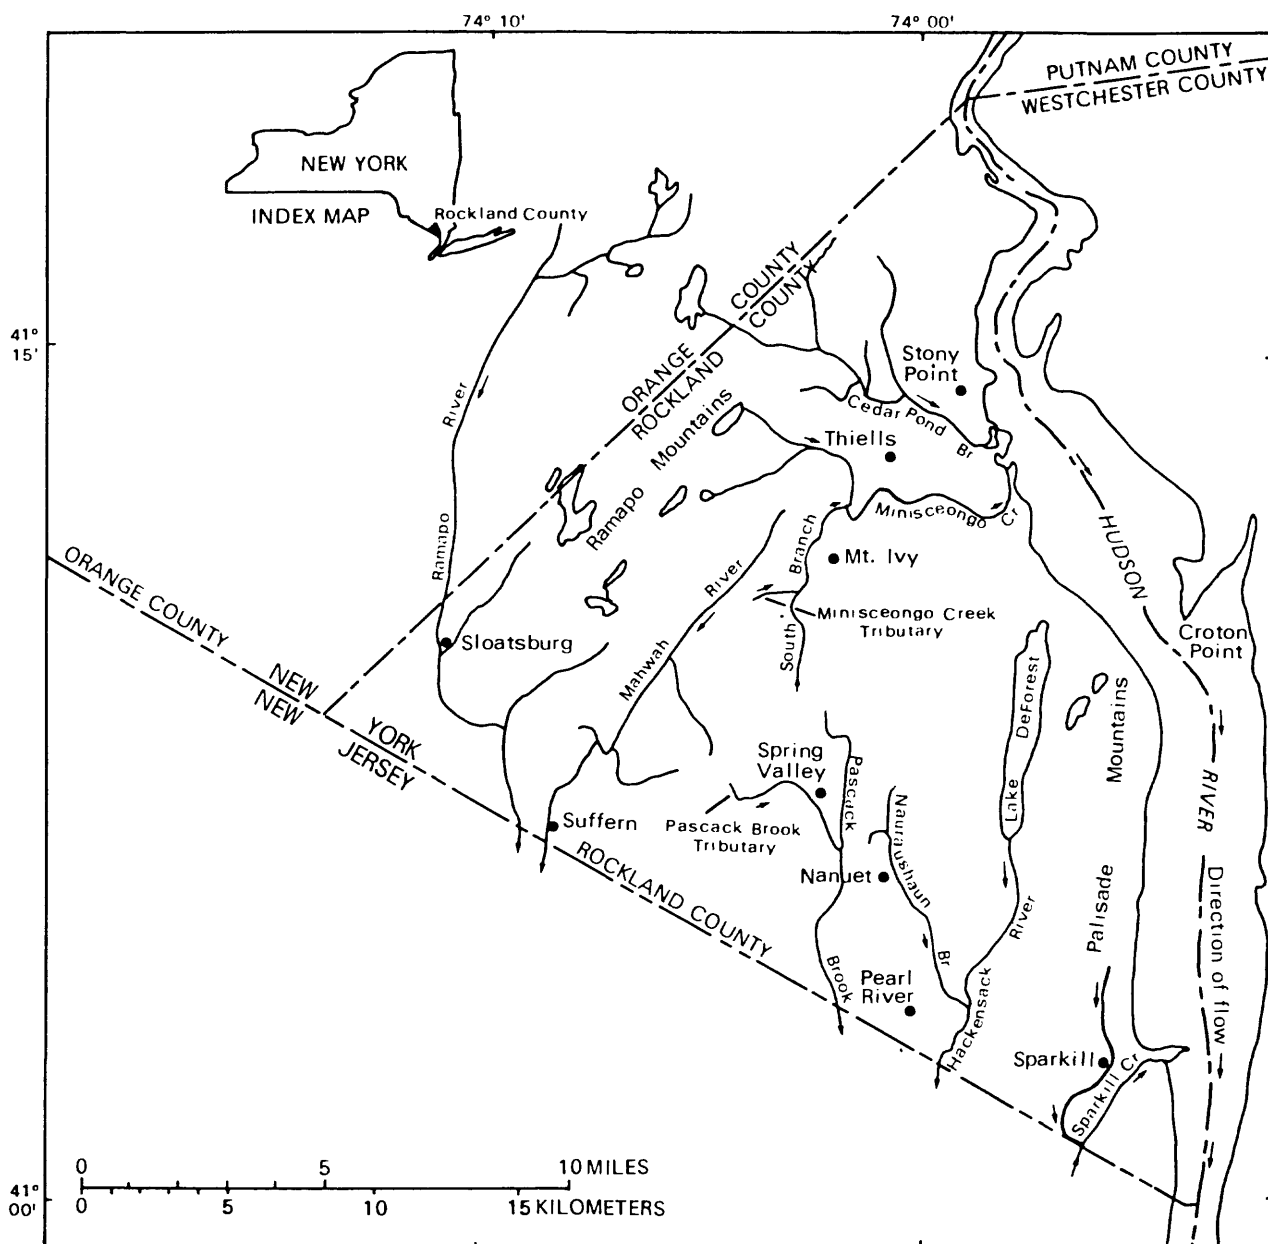 74° 10'
74° 00'
PUTNAM COUNTY
WESTCHESTER COUNTY
NEW YORK
INDEX MAP
Rockland County
41°
15'
ORANGE COUNTY
ROCKLAND COUNTY
Stony
Point
Cedar Pond Br
Thiells
Ramapo Mountains
Ramapo River
Minisceongo Cr
HUDSON RIVER
South Branch
Mt. Ivy
Mahwah River
Minisceongo Creek
Tributary
Croton
Point
ORANGE COUNTY
Sloatsburg
NEW YORK
NEW JERSEY
Lake DeForest
Palisade Mountains
Spring
Valley
Pascack Brook
Nauraushaun Br
Suffern
Pascack Brook
Tributary
Nanuet
ROCKLAND COUNTY
Hackensack River
Direction of flow
Pearl
River
Sparkill
Sparkill Cr
0 5 10 MILES
0 5 10 15 KILOMETERS
41°
00'